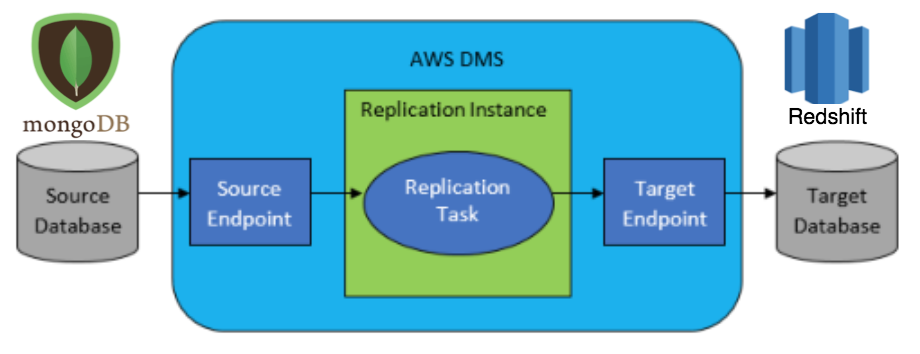 mongoDB
Source
Database
AWS DMS
Source
Endpoint
Replication Instance
Replication
Task
Target
Endpoint
Redshift
Target
Database